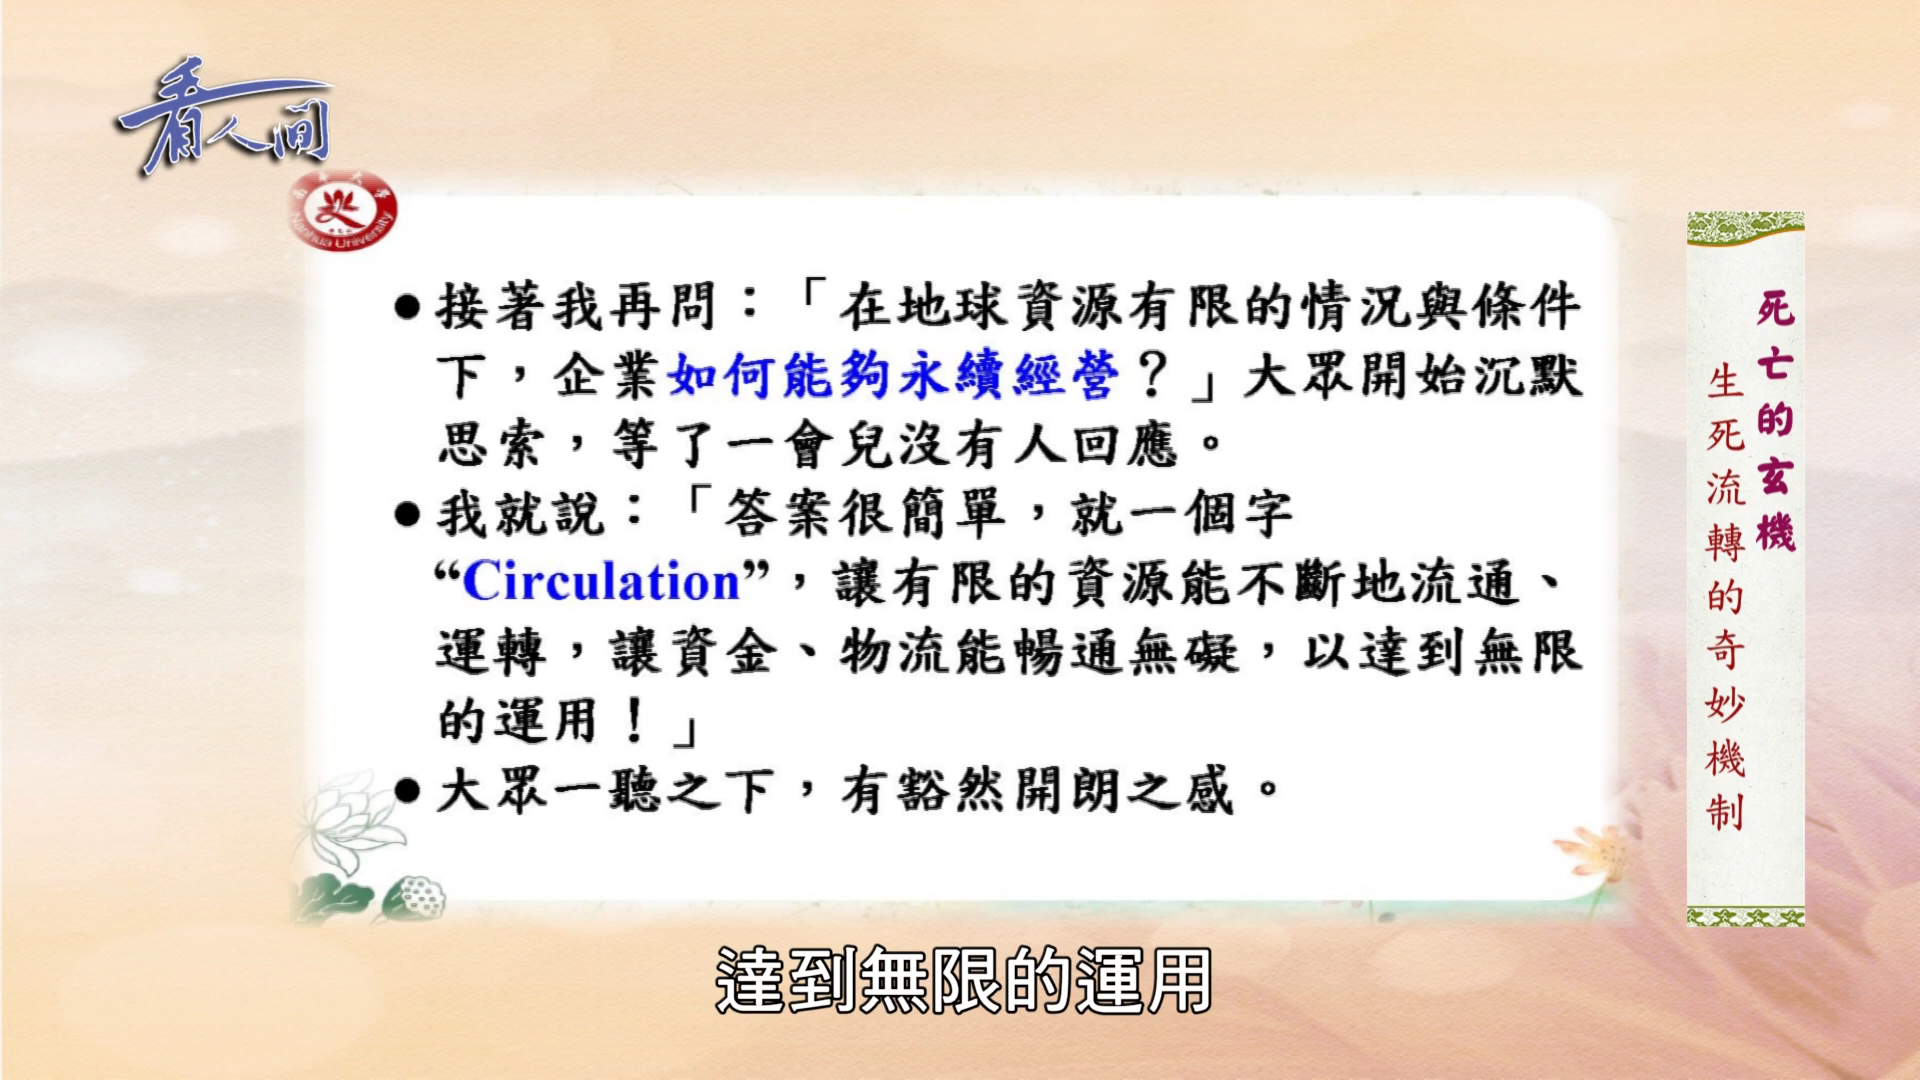 看人間
南華大學
Nanhua University
•接著我再問：「在地球資源有限的情況與條件
下，企業如何能夠永續經營？」大眾開始沉默
思索，等了一會兒沒有人回應。
•我就說：「答案很簡單，就一個字
“Circulation”，讓有限的資源能不斷地流通、
運轉，讓資金、物流能暢通無礙，以達到無限
的運用！」
•大眾一聽之下，有豁然開朗之感。
死亡的玄機
生死流轉的奇妙機制
達到無限的運用